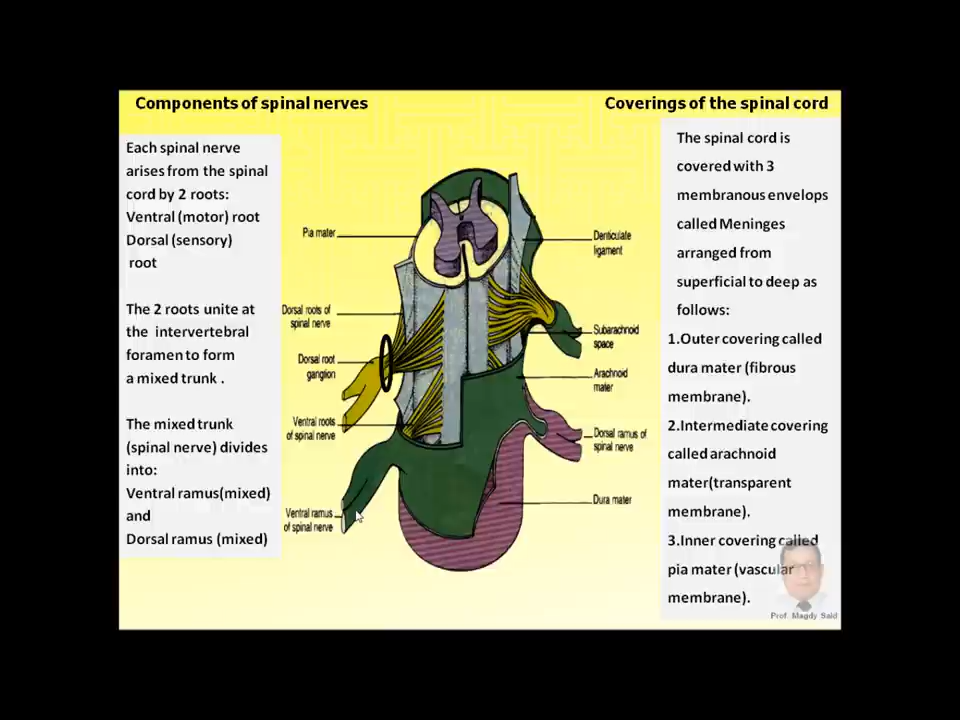 Components of spinal nerves
Coverings of the spinal cord
Each spinal nerve
arises from the spinal
cord by 2 roots:
Ventral (motor) root
Dorsal (sensory)
root
The 2 roots unite at
the intervertebral
foramen to form
a mixed trunk .
The mixed trunk
(spinal nerve) divides
into:
Ventral ramus(mixed)
and
Dorsal ramus (mixed)
Pia mater
Dorsal roots of
spinal nerve
Dorsal root
ganglion
Ventral roots
of spinal nerve
Ventral ramus
of spinal nerve
Denticulate
ligament
Subarachnoid
space
Arachnoid
mater
Dorsal ramus of
spinal nerve
Dura mater
The spinal cord is
covered with 3
membranous envelops
called Meninges
arranged from
superficial to deep as
follows:
1.Outer covering called
dura mater (fibrous
membrane).
2.Intermediate covering
called arachnoid
mater(transparent
membrane).
3.Inner covering called
pia mater (vascular
membrane).
Prof. Magdy Said